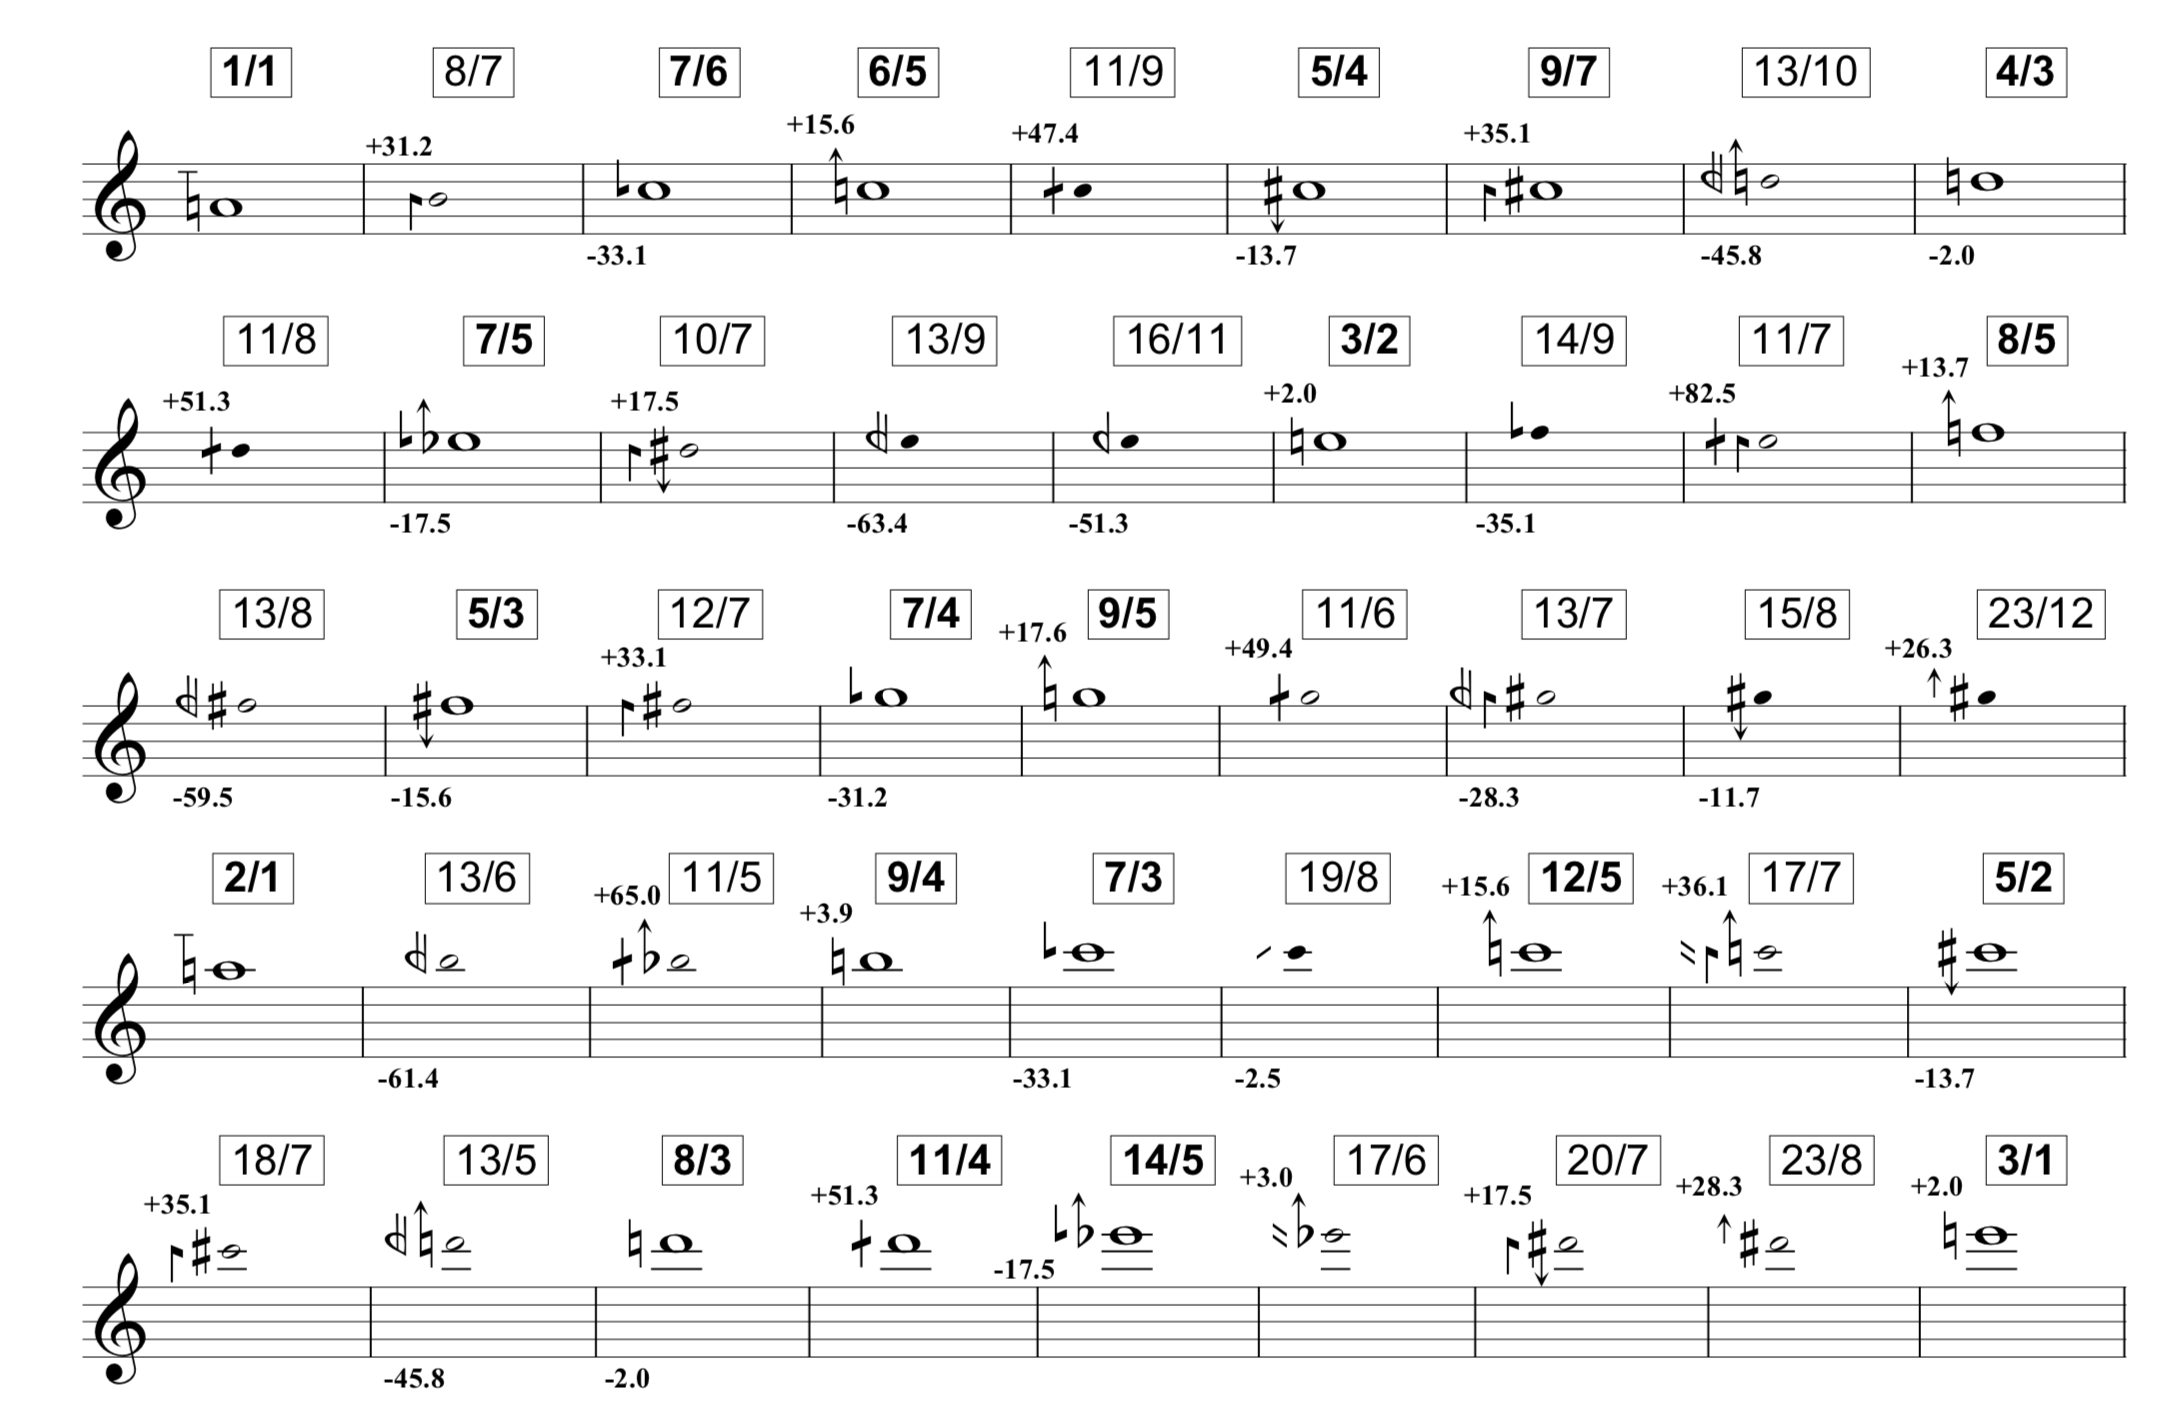 1/1 8/7 7/6 6/5 11/9 5/4 9/7 13/10 4/3
+31.2 +15.6 +47.4 +35.1
-33.1 -13.7 -45.8 -2.0
11/8 7/5 10/7 13/9 16/11 3/2 14/9 11/7 8/5
+51.3 +17.5 +2.0 +82.5 +13.7
-17.5 -63.4 -51.3 -35.1
13/8 5/3 12/7 7/4 9/5 11/6 13/7 15/8 23/12
+33.1 +17.6 +49.4 +26.3
-59.5 -15.6 -31.2 -28.3 -11.7
2/1 13/6 11/5 9/4 7/3 19/8 12/5 17/7 5/2
+65.0 +3.9 +15.6 +36.1
-61.4 -33.1 -2.5 -13.7
18/7 13/5 8/3 11/4 14/5 17/6 20/7 23/8 3/1
+35.1 +51.3 -17.5 +3.0 +17.5 +28.3 +2.0
-45.8 -2.0